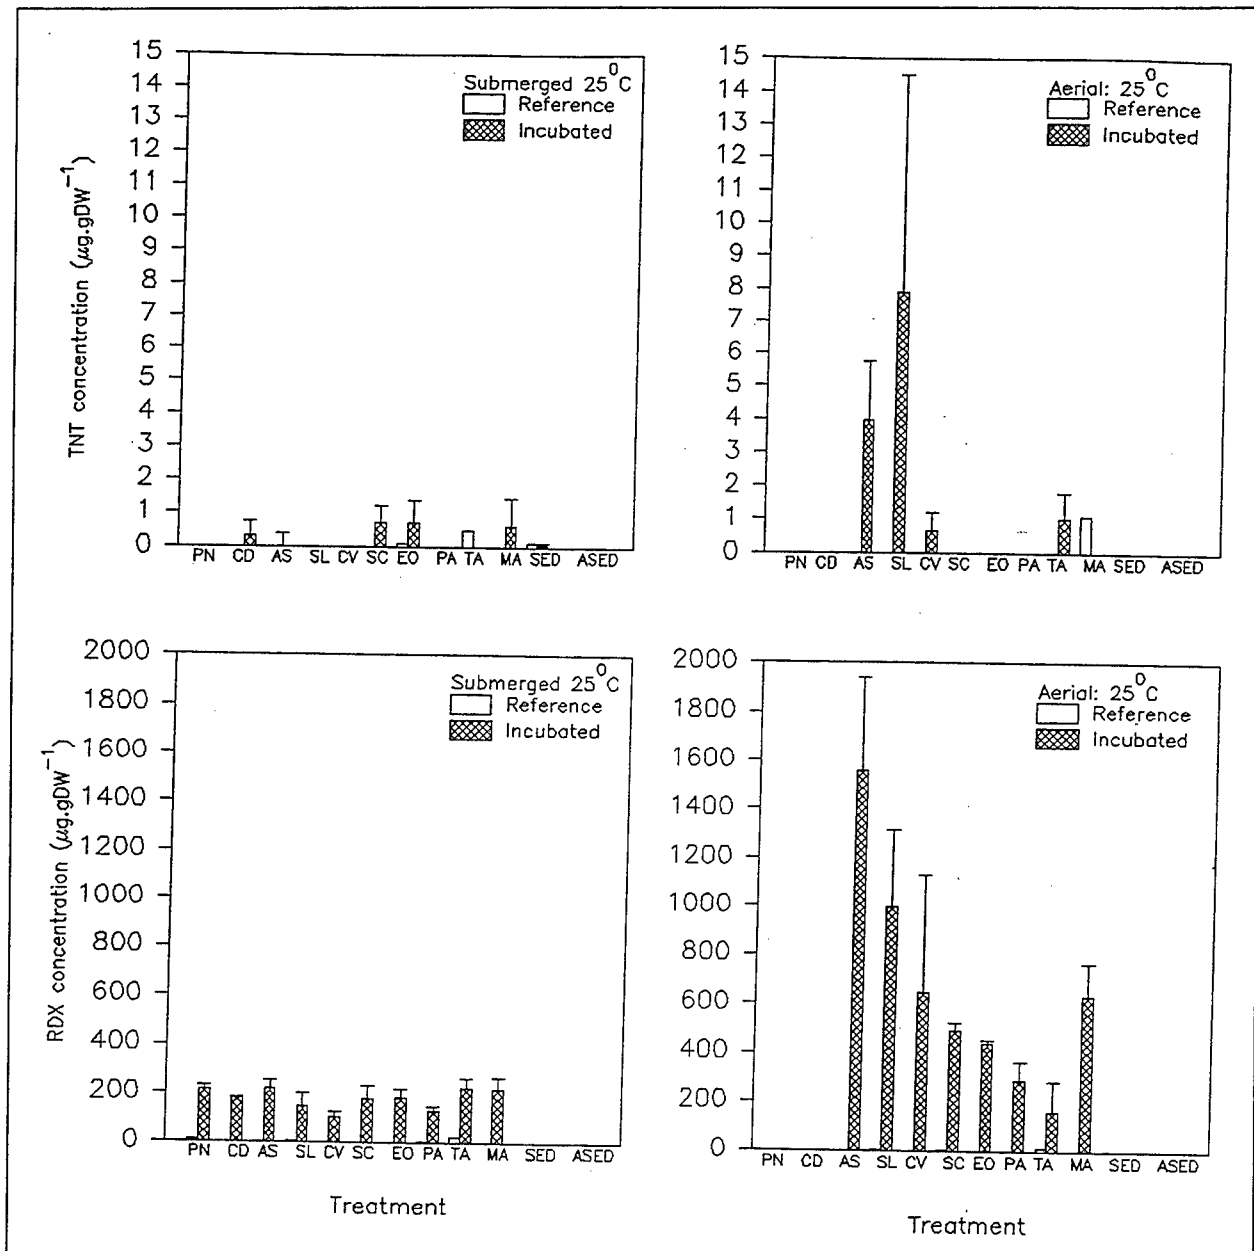 TNT concentration (µg.gDW⁻¹)
15
14
13
12
11
10
9
8
7
6
5
4
3
2
1
0
Submerged 25°C
Reference
Incubated
PN CD AS SL CV SC EO PA TA MA SED ASED
15
14
13
12
11
10
9
8
7
6
5
4
3
2
1
0
Aerial: 25°C
Reference
Incubated
PN CD AS SL CV SC EO PA TA MA SED ASED
RDX concentration (µg.gDW⁻¹)
2000
1800
1600
1400
1200
1000
800
600
400
200
0
Submerged 25°C
Reference
Incubated
PN CD AS SL CV SC EO PA TA MA SED ASED
Treatment
2000
1800
1600
1400
1200
1000
800
600
400
200
0
Aerial: 25°C
Reference
Incubated
PN CD AS SL CV SC EO PA TA MA SED ASED
Treatment